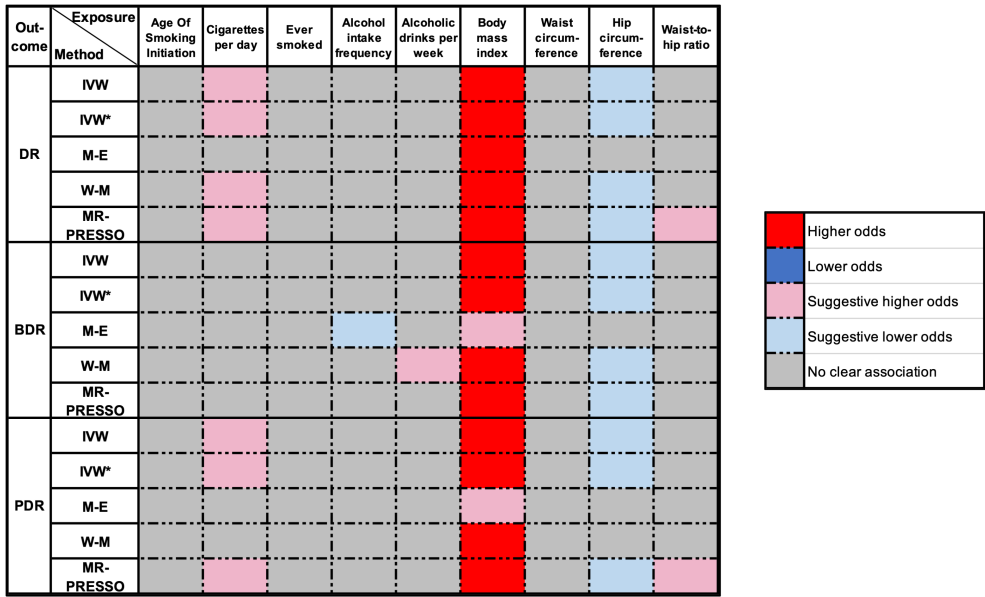 Out-
come
Exposure
Method
Age Of
Smoking
Initiation
Cigarettes
per day
Ever
smoked
Alcohol
intake
frequency
Alcoholic
drinks per
week
Body
mass
index
Waist
circum-
ference
Hip
circum-
ference
Waist-to-
hip ratio
DR
IVW
IVW*
M-E
W-M
MR-
PRESSO
BDR
IVW
IVW*
M-E
W-M
MR-
PRESSO
PDR
IVW
IVW*
M-E
W-M
MR-
PRESSO
Higher odds
Lower odds
Suggestive higher odds
Suggestive lower odds
No clear association